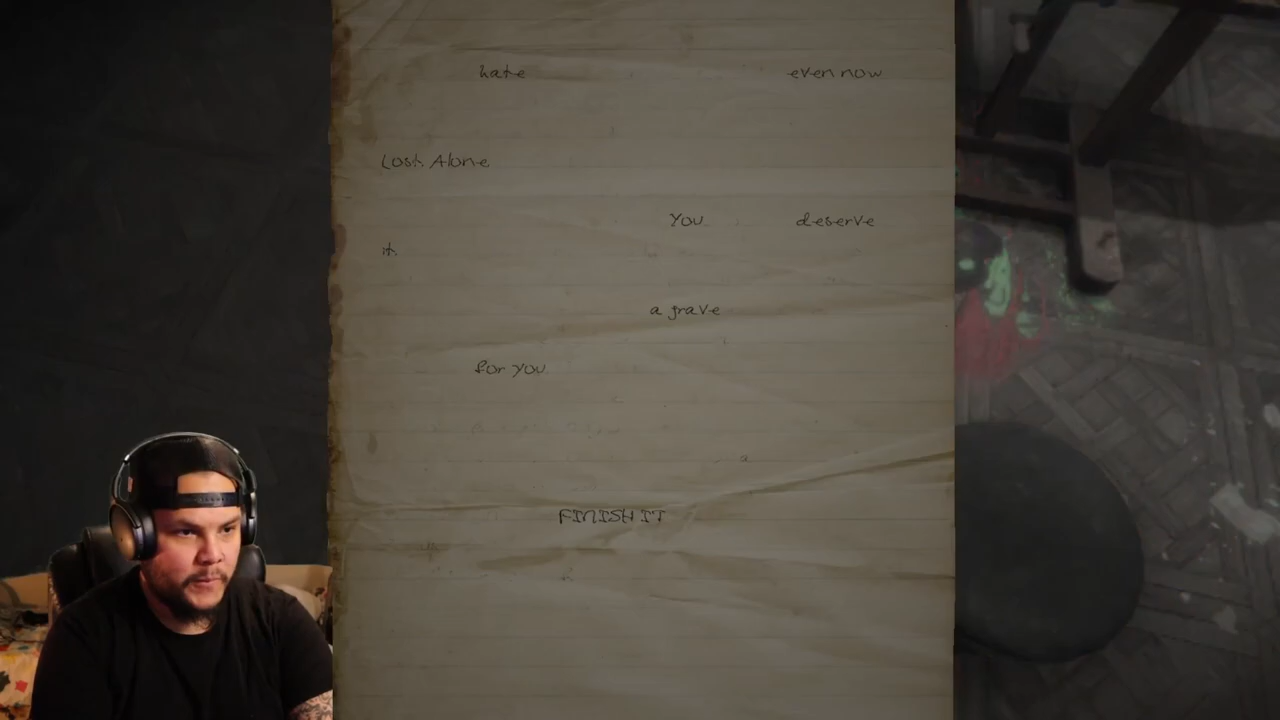 hate even now
Lost. Alone
You deserve
it.
a grave
for you.
a
FINISH IT